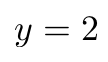 y = 2